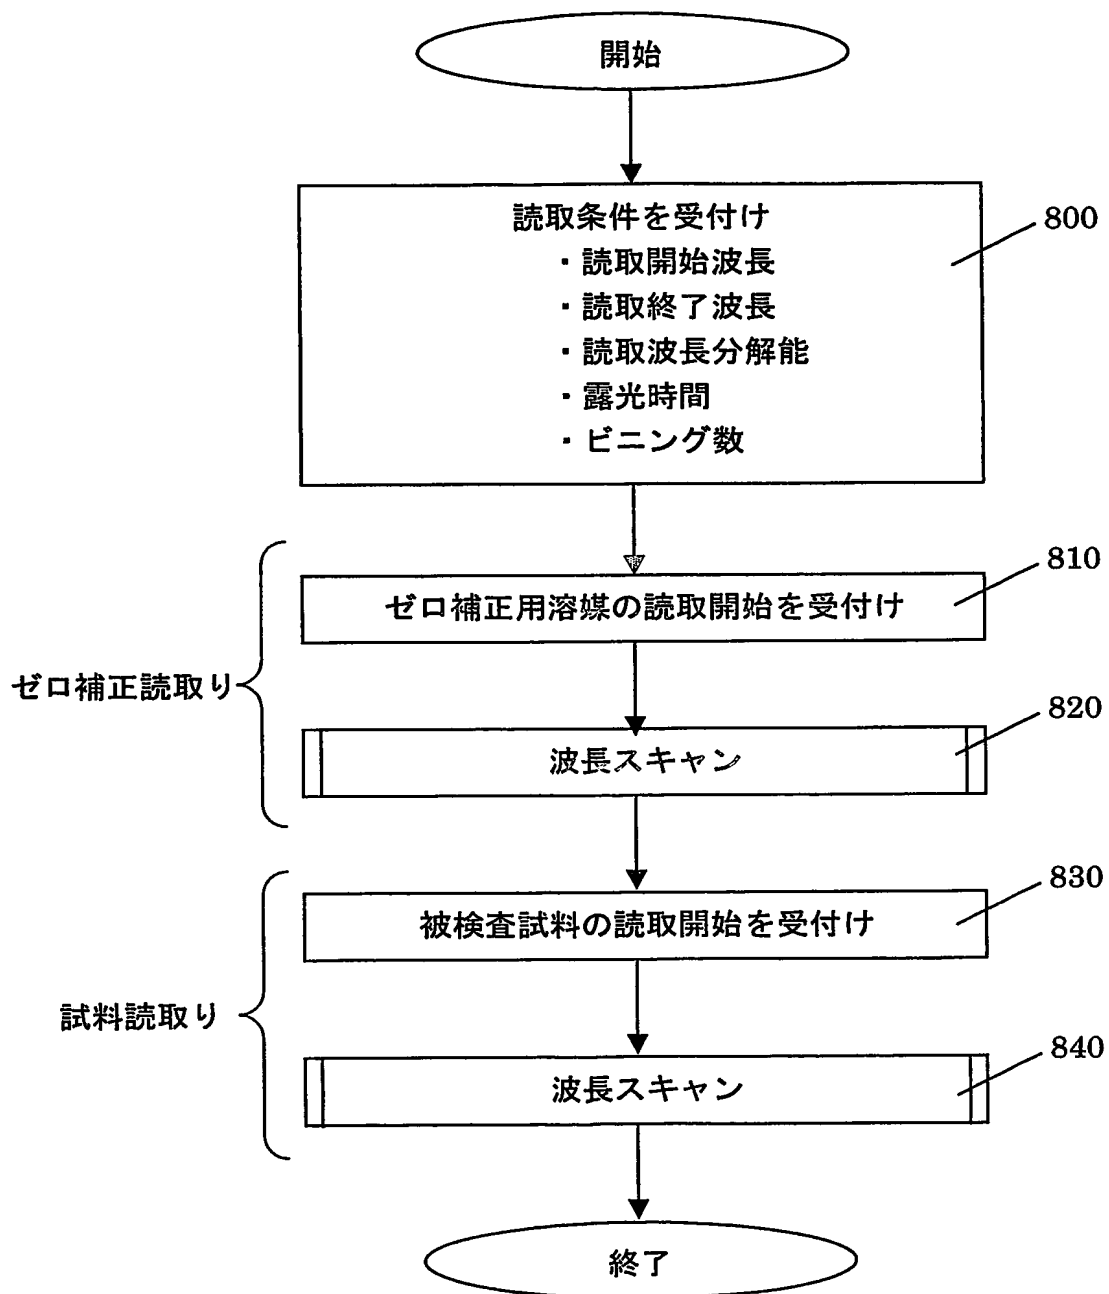 開始
読取条件を受付け
・読取開始波長
・読取終了波長
・読取波長分解能
・露光時間
・ビニング数
800
ゼロ補正用溶媒の読取開始を受付け
810
ゼロ補正読取り
波長スキャン
820
被検査試料の読取開始を受付け
830
試料読取り
波長スキャン
840
終了